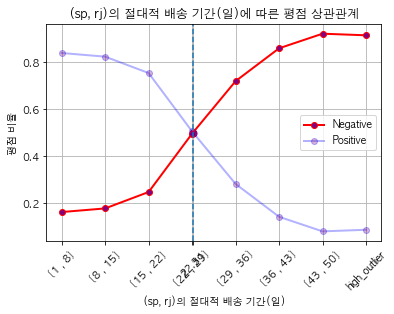 (sp, rj)의 절대적 배송 기간(일)에 따른 평점 상관관계
평점 비율
0.8
0.6
0.4
0.2
Negative
Positive
(1 , 8)
(8 , 15)
(15 , 22)
(29 , 36)
(36 , 43)
(43 , 50)
(sp, rj)의 절대적 배송 기간(일)